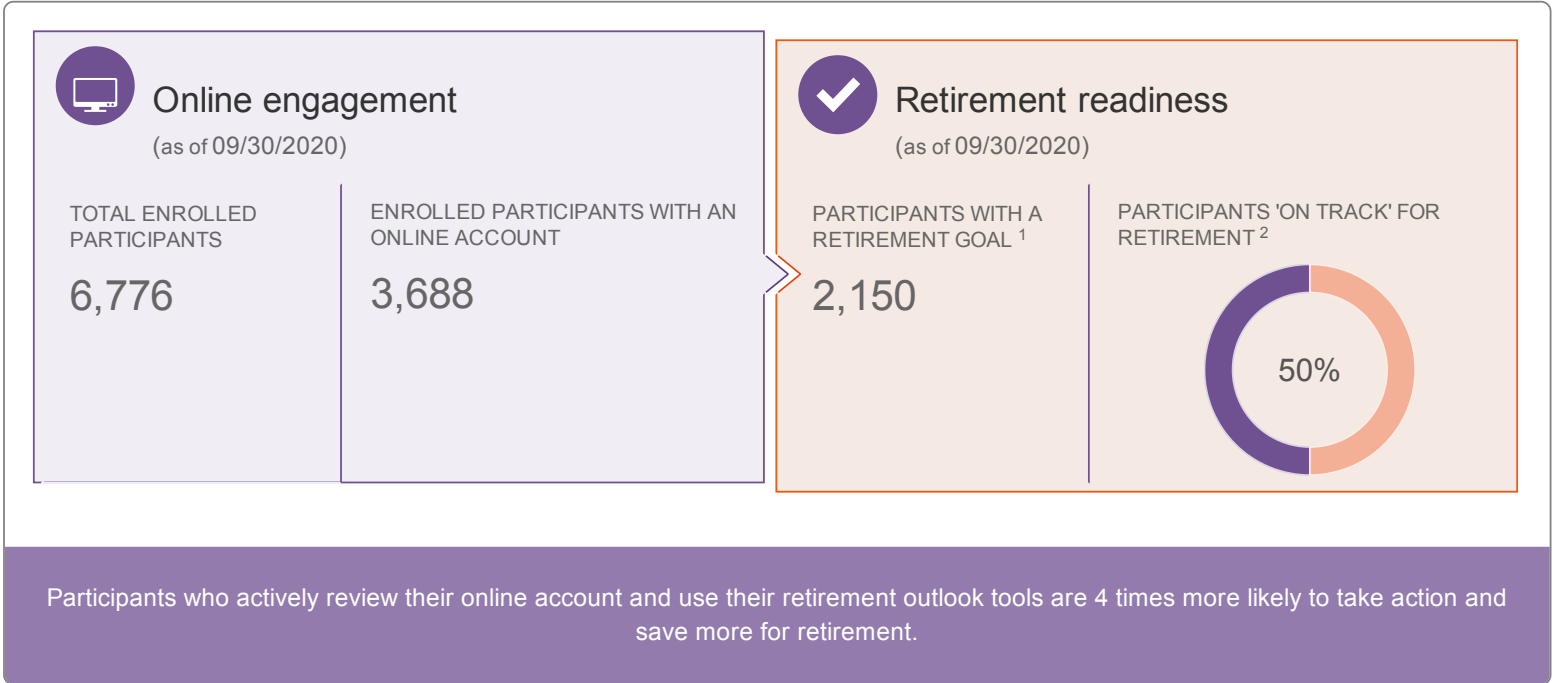 Online engagement
(as of 09/30/2020)
TOTAL ENROLLED
PARTICIPANTS
6,776
ENROLLED PARTICIPANTS WITH AN
ONLINE ACCOUNT
3,688
Retirement readiness
(as of 09/30/2020)
PARTICIPANTS WITH A
RETIREMENT GOAL 1
2,150
PARTICIPANTS 'ON TRACK' FOR
RETIREMENT 2
50%
Participants who actively review their online account and use their retirement outlook tools are 4 times more likely to take action and
save more for retirement.